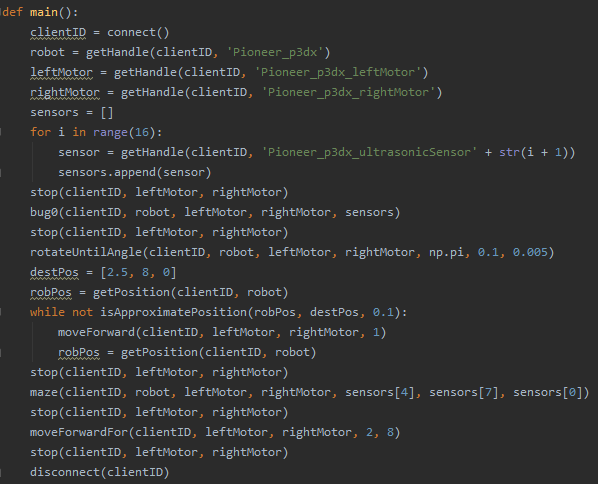 def main():
    clientID = connect()
    robot = getHandle(clientID, 'Pioneer_p3dx')
    leftMotor = getHandle(clientID, 'Pioneer_p3dx_leftMotor')
    rightMotor = getHandle(clientID, 'Pioneer_p3dx_rightMotor')
    sensors = []
    for i in range(16):
        sensor = getHandle(clientID, 'Pioneer_p3dx_ultrasonicSensor' + str(i + 1))
        sensors.append(sensor)
    stop(clientID, leftMotor, rightMotor)
    bug0(clientID, robot, leftMotor, rightMotor, sensors)
    stop(clientID, leftMotor, rightMotor)
    rotateUntilAngle(clientID, robot, leftMotor, rightMotor, np.pi, 0.1, 0.005)
    destPos = [2.5, 8, 0]
    robPos = getPosition(clientID, robot)
    while not isApproximatePosition(robPos, destPos, 0.1):
        moveForward(clientID, leftMotor, rightMotor, 1)
        robPos = getPosition(clientID, robot)
    stop(clientID, leftMotor, rightMotor)
    maze(clientID, robot, leftMotor, rightMotor, sensors[4], sensors[7], sensors[0])
    stop(clientID, leftMotor, rightMotor)
    moveForwardFor(clientID, leftMotor, rightMotor, 2, 8)
    stop(clientID, leftMotor, rightMotor)
    disconnect(clientID)